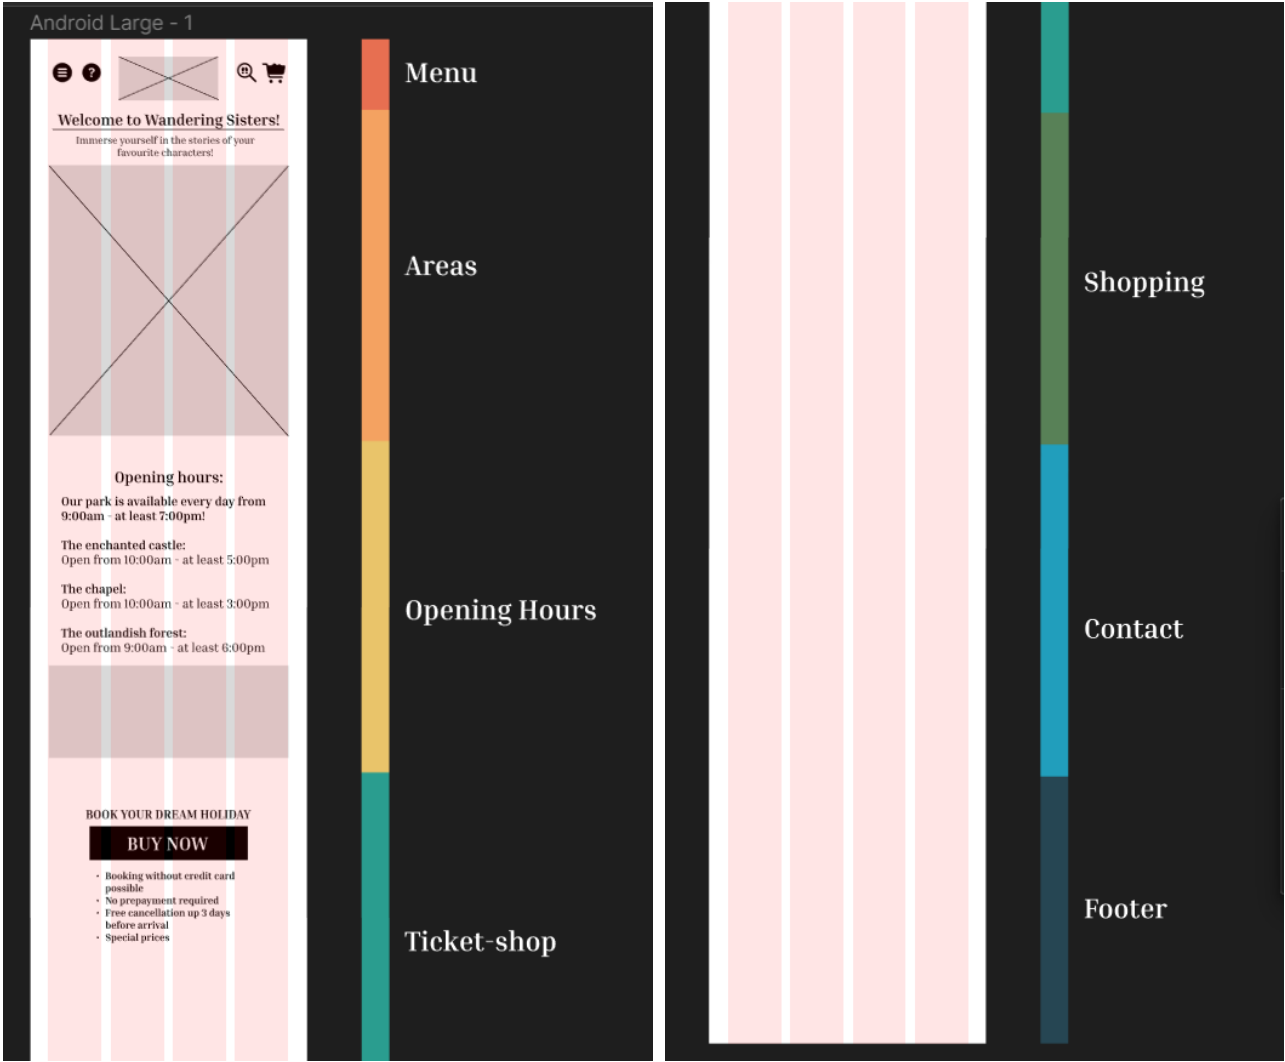 Android Large - 1
Menu
Welcome to Wandering Sisters!
Immerse yourself in the stories of your
favourite characters!
Areas
Opening hours:
Our park is available every day from
9:00am - at least 7:00pm!
The enchanted castle:
Open from 10:00am - at least 5:00pm
The chapel:
Open from 10:00am - at least 3:00pm
The outlandish forest:
Open from 9:00am - at least 6:00pm
Opening Hours
BOOK YOUR DREAM HOLIDAY
BUY NOW
• Booking without credit card
possible
• No prepayment required
• Free cancellation up 3 days
before arrival
• Special prices
Ticket-shop
Shopping
Contact
Footer